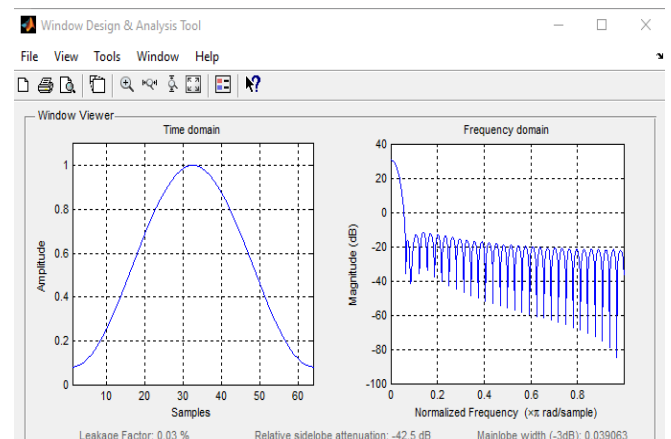 Window Design & Analysis Tool
File View Tools Window Help
Window Viewer
Time domain
Frequency domain
1
0.8
0.6
0.4
0.2
0
Amplitude
10 20 30 40 50 60
Samples
40
20
0
-20
-40
-60
-80
-100
Magnitude (dB)
0 0.2 0.4 0.6 0.8
Normalized Frequency (×π rad/sample)
Leakage Factor: 0.03 % Relative sidelobe attenuation: -42.5 dB Mainlobe width (-3dB): 0.039063